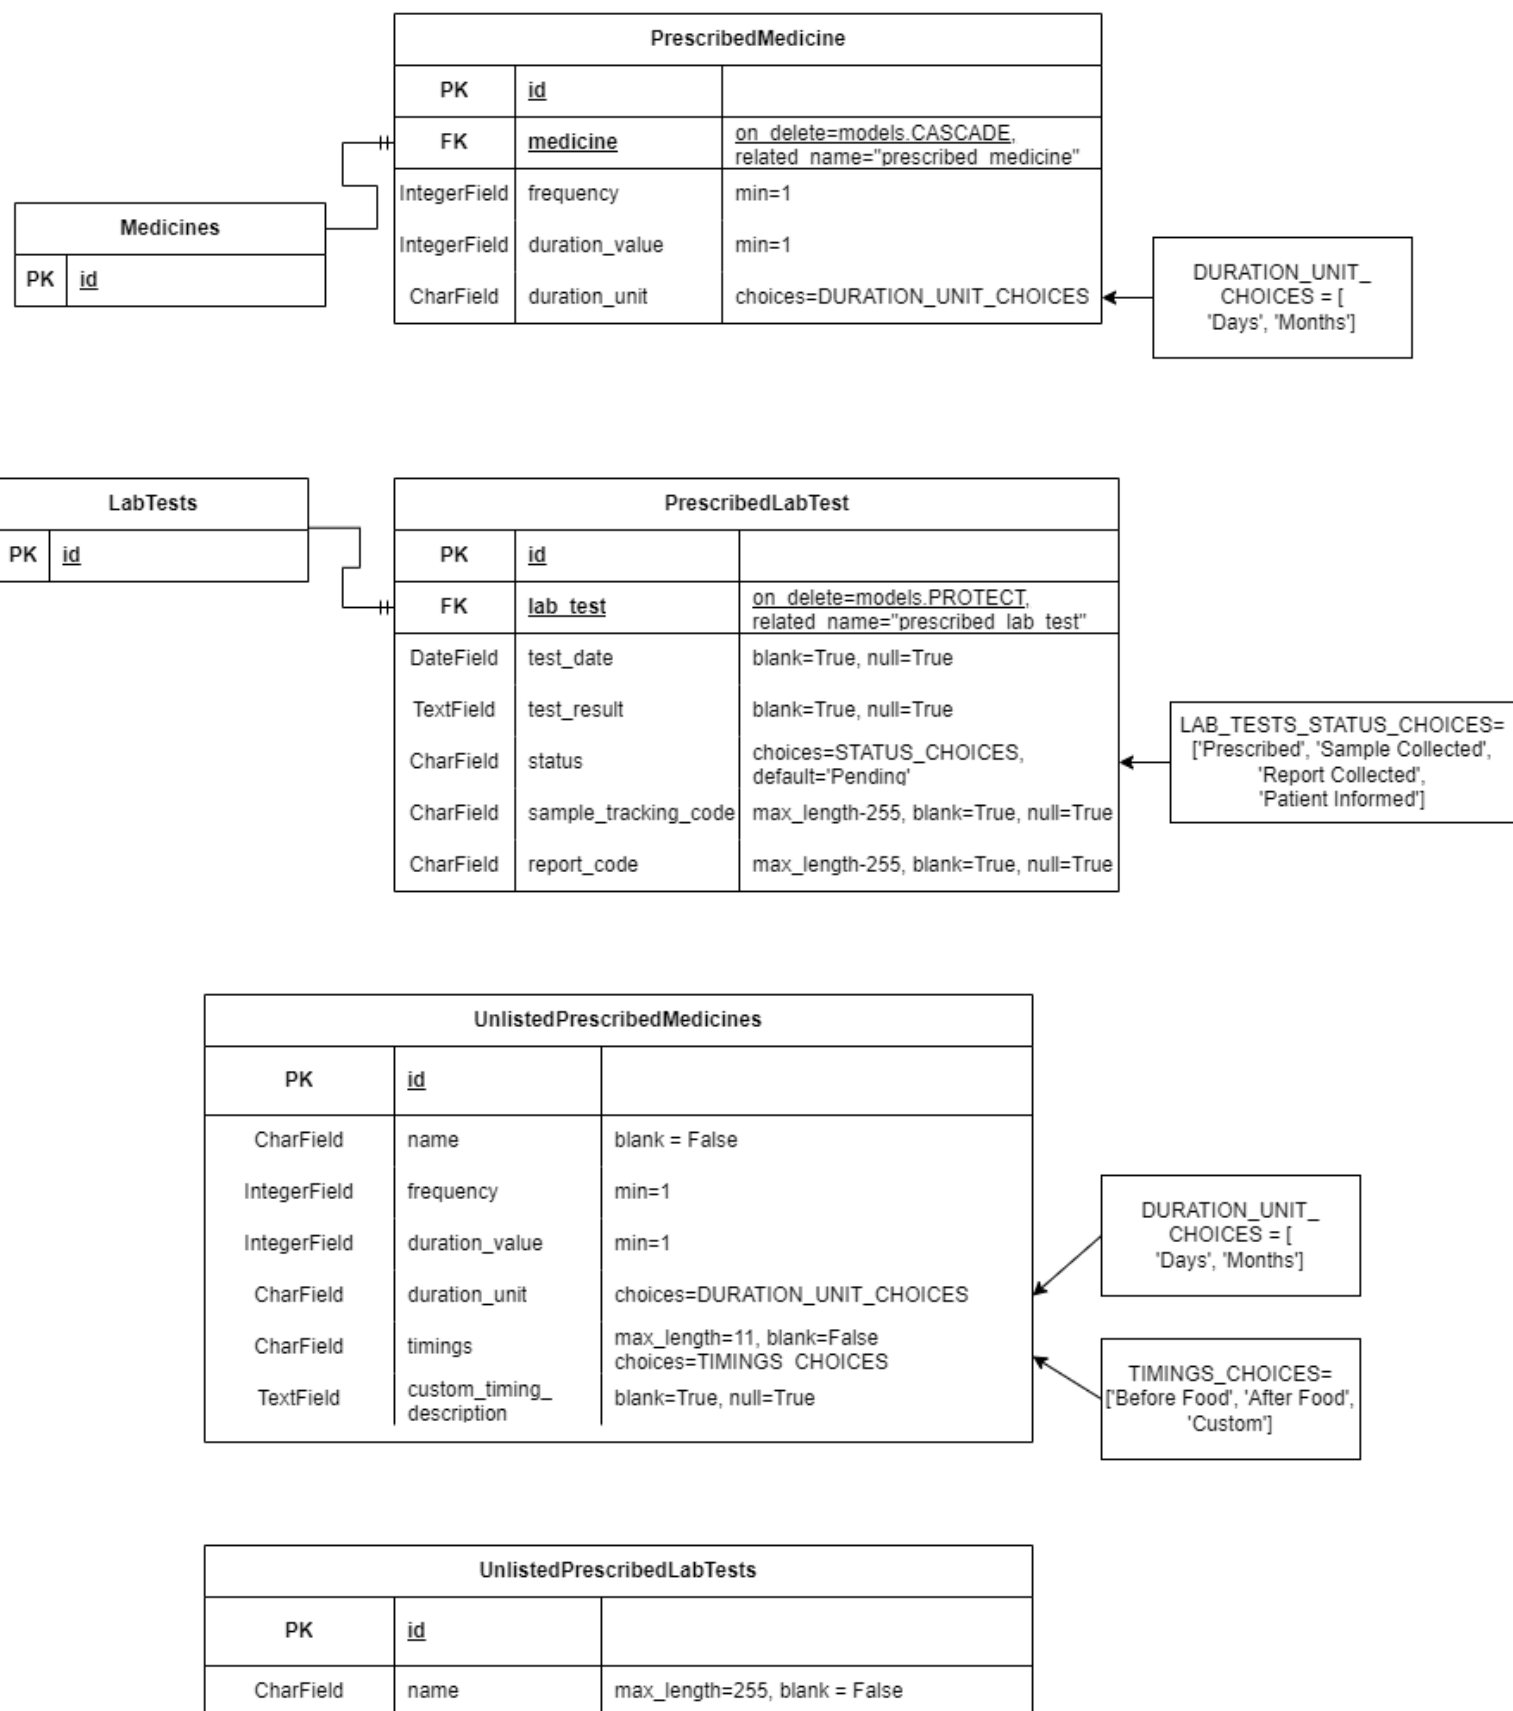 PrescribedMedicine
PK id
FK medicine on_delete=models.CASCADE,
related_name="prescribed_medicine"
IntegerField frequency min=1
IntegerField duration_value min=1
CharField duration_unit choices=DURATION_UNIT_CHOICES
Medicines
PK id
DURATION_UNIT_
CHOICES = [
'Days', 'Months']
LabTests
PK id
PrescribedLabTest
PK id
FK lab_test on_delete=models.PROTECT,
related_name="prescribed_lab_test"
DateField test_date blank=True, null=True
TextField test_result blank=True, null=True
CharField status choices=STATUS_CHOICES,
default='Pending'
CharField sample_tracking_code max_length-255, blank=True, null=True
CharField report_code max_length-255, blank=True, null=True
LAB_TESTS_STATUS_CHOICES=
['Prescribed', 'Sample Collected',
'Report Collected',
'Patient Informed']
UnlistedPrescribedMedicines
PK id
CharField name blank = False
IntegerField frequency min=1
IntegerField duration_value min=1
CharField duration_unit choices=DURATION_UNIT_CHOICES
CharField timings max_length=11, blank=False
choices=TIMINGS_CHOICES
TextField custom_timing_
description blank=True, null=True
DURATION_UNIT_
CHOICES = [
'Days', 'Months']
TIMINGS_CHOICES=
['Before Food', 'After Food',
'Custom']
UnlistedPrescribedLabTests
PK id
CharField name max_length=255, blank = False